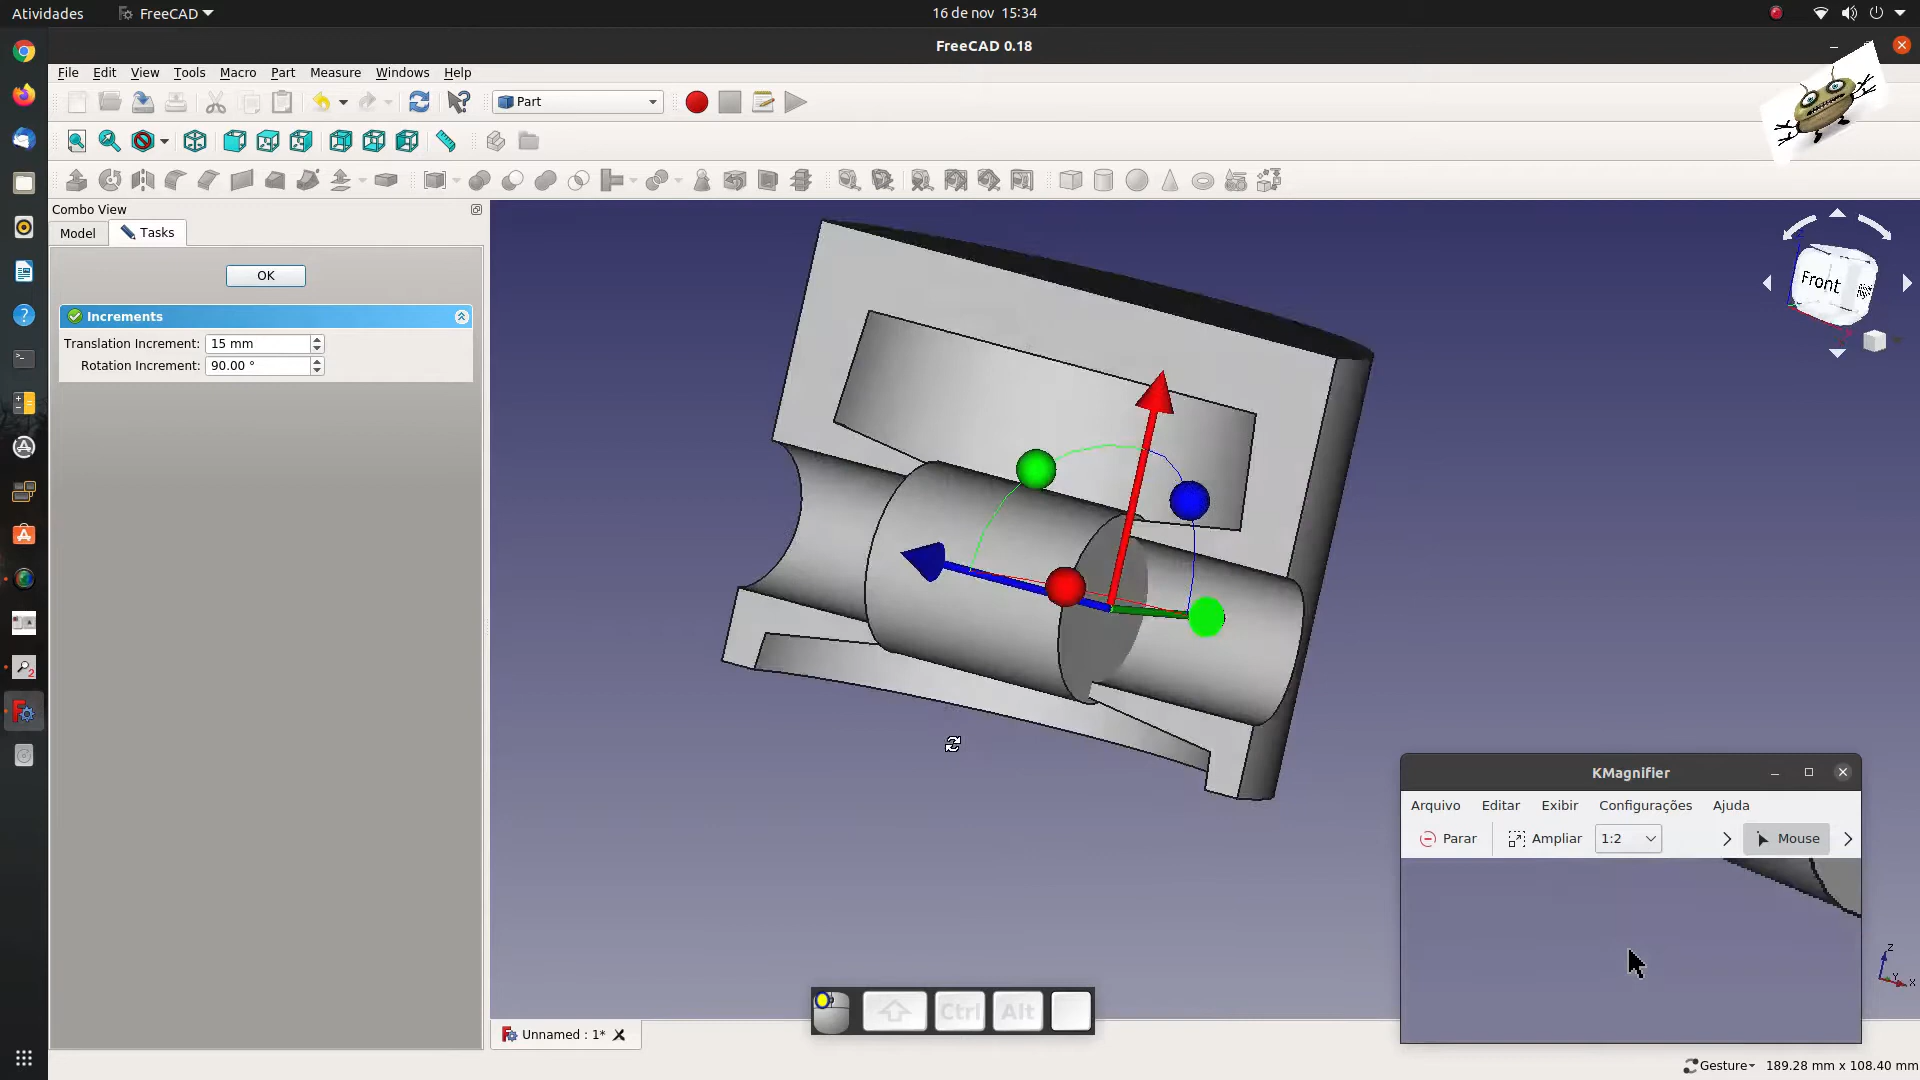 Atividades
FreeCAD
16 de nov 15:34
FreeCAD 0.18
File Edit View Tools Macro Part Measure Windows Help
Part
Combo View
Model
Tasks
OK
Increments
Translation Increment: 15 mm
Rotation Increment: 90.00 °
Front
KMagnifier
Arquivo Editar Exibir Configurações Ajuda
Parar Ampliar 1:2 Mouse
Z
Y
X
Ctrl
Alt
Unnamed : 1*
Gesture
189.28 mm x 108.40 mm